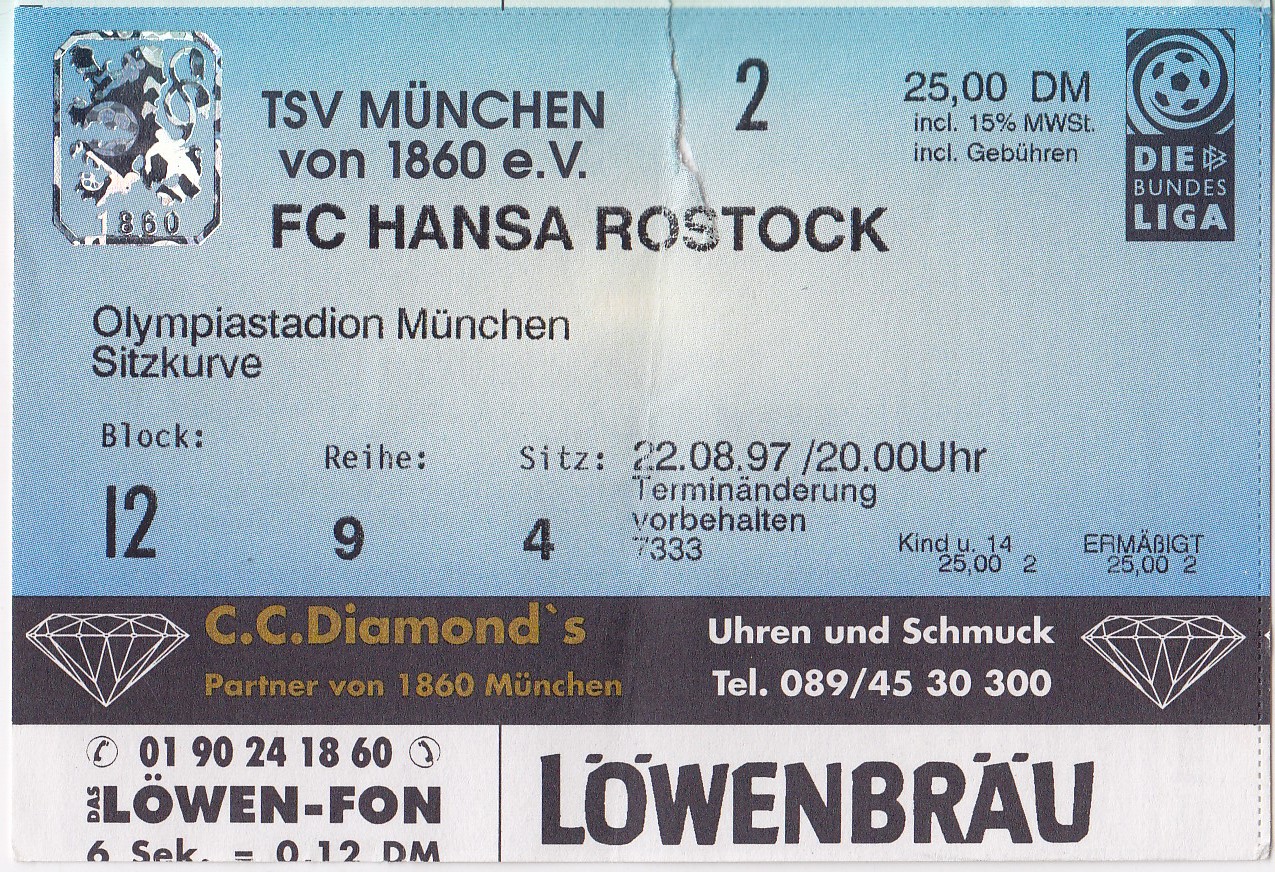 1860
TSV MÜNCHEN
von 1860 e.V.
2
25,00 DM
incl. 15% MWSt.
incl. Gebühren
DIE
BUNDES
LIGA
FC HANSA ROSTOCK
Olympiastadion München
Sitzkurve
Block:
12
Reihe:
9
Sitz:
4
22.08.97 /20.00Uhr
Terminänderung
vorbehalten
7333
Kind u. 14
25,00 2
ERMÄßIGT
25,00 2
C.C.Diamond`s
Partner von 1860 München
Uhren und Schmuck
Tel. 089/45 30 300
01 90 24 18 60
DAS LÖWEN-FON
6 Sek. = 0.12 DM
LÖWENBRÄU